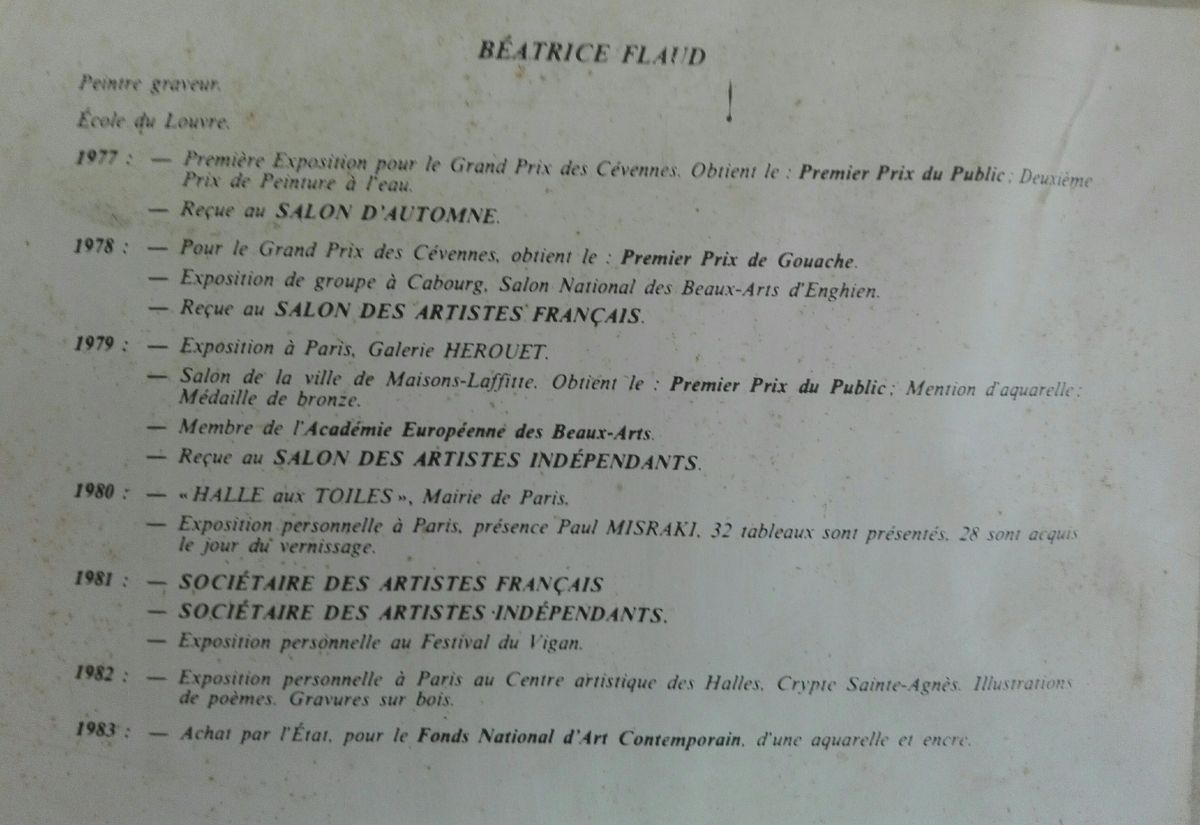 BÉATRICE FLAUD
Peintre graveur.
École du Louvre.
1977 : — Première Exposition pour le Grand Prix des Cévennes. Obtient le : Premier Prix du Public ; Deuxième
Prix de Peinture à l'eau.
— Reçue au SALON D'AUTOMNE.
1978 : — Pour le Grand Prix des Cévennes, obtient le : Premier Prix de Gouache.
— Exposition de groupe à Cabourg, Salon National des Beaux-Arts d'Enghien.
— Reçue au SALON DES ARTISTES FRANÇAIS.
1979 : — Exposition à Paris, Galerie HEROUET.
— Salon de la ville de Maisons-Laffitte. Obtient le : Premier Prix du Public ; Mention d'aquarelle ;
Médaille de bronze.
— Membre de l'Académie Européenne des Beaux-Arts.
— Reçue au SALON DES ARTISTES INDÉPENDANTS.
1980 : — « HALLE aux TOILES », Mairie de Paris.
— Exposition personnelle à Paris, présence Paul MISRAKI, 32 tableaux sont présentés, 28 sont acquis
le jour du vernissage.
1981 : — SOCIÉTAIRE DES ARTISTES FRANÇAIS
— SOCIÉTAIRE DES ARTISTES INDÉPENDANTS.
— Exposition personnelle au Festival du Vigan.
1982 : — Exposition personnelle à Paris au Centre artistique des Halles, Crypte Sainte-Agnès. Illustrations
de poèmes. Gravures sur bois.
1983 : — Achat par l'État, pour le Fonds National d'Art Contemporain, d'une aquarelle et encre.